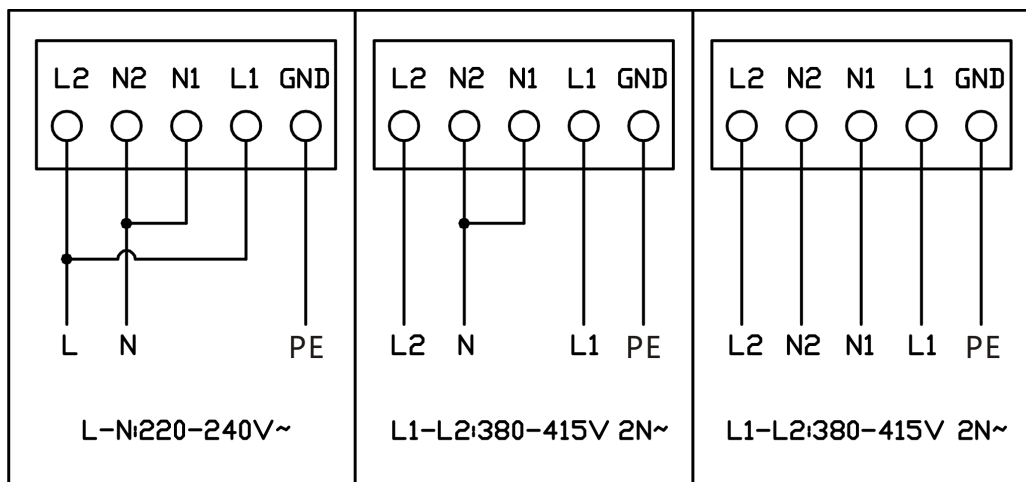 L2 N2 N1 L1 GND
L N PE
L-N:220-240V~
L2 N2 N1 L1 GND
L2 N L1 PE
L1-L2:380-415V 2N~
L2 N2 N1 L1 GND
L2 N2 N1 L1 PE
L1-L2:380-415V 2N~